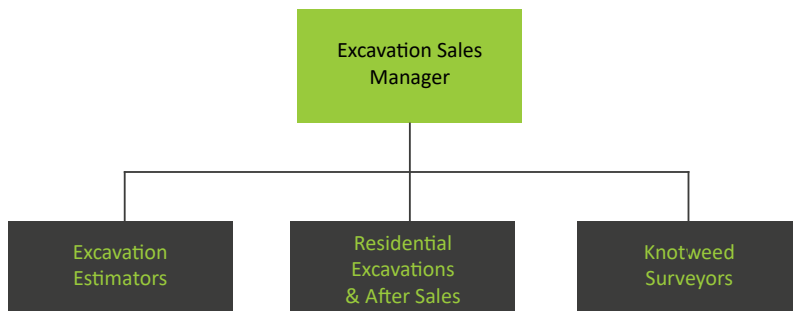 Excavation Sales
Manager
Excavation
Estimators
Residential
Excavations
& After Sales
Knotweed
Surveyors